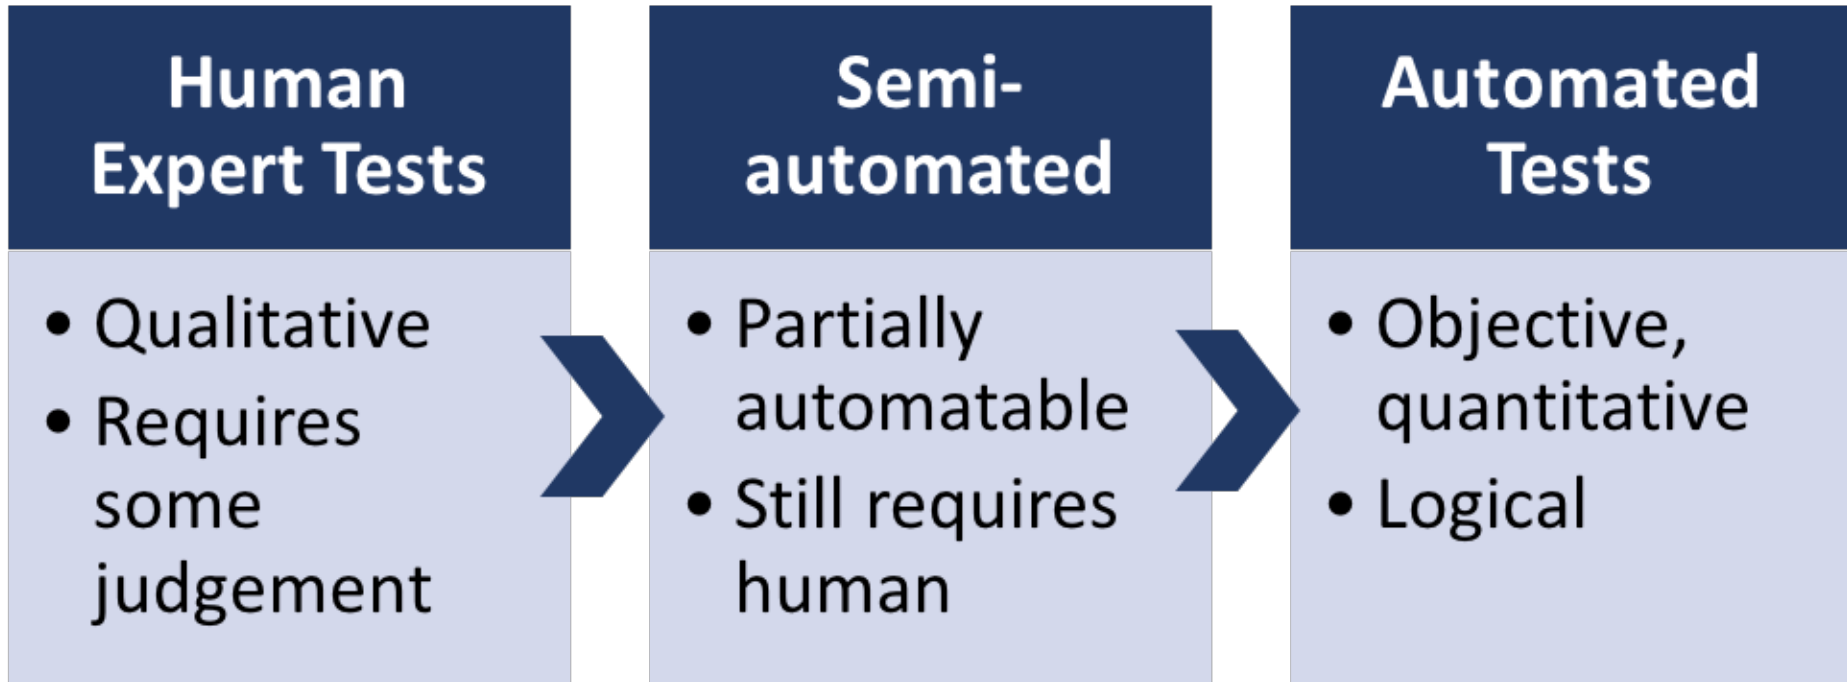 Human
Expert Tests
• Qualitative
• Requires
some
judgement
Semi-
automated
• Partially
automatable
• Still requires
human
Automated
Tests
• Objective,
quantitative
• Logical